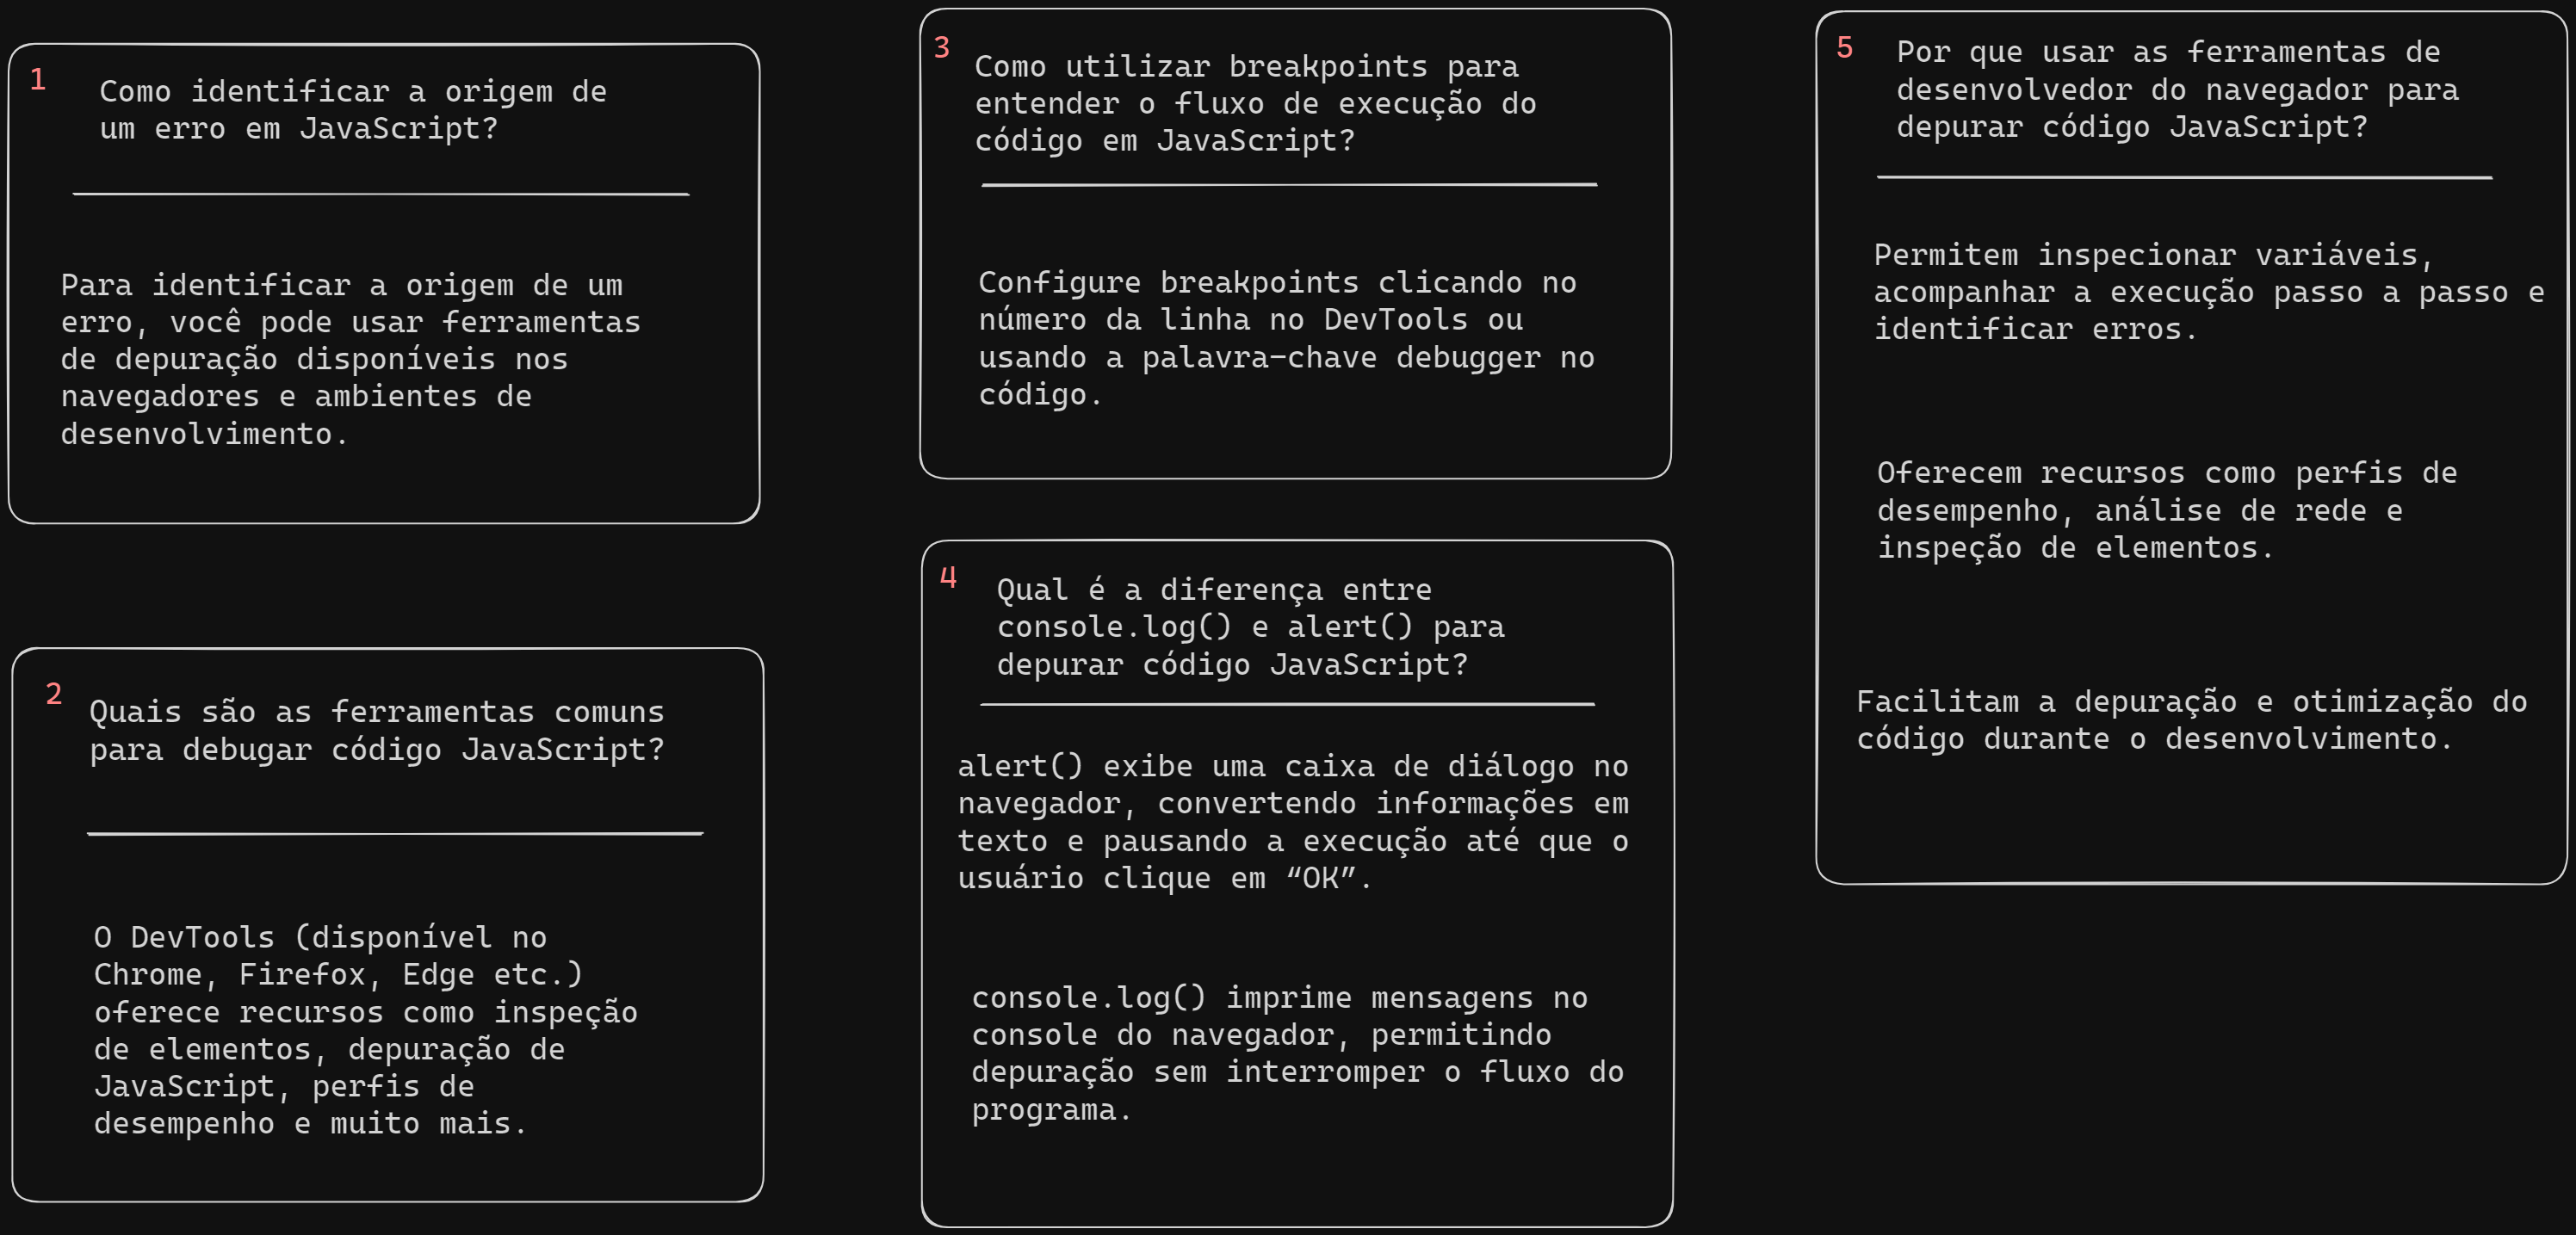 1
Como identificar a origem de
um erro em JavaScript?
Para identificar a origem de um
erro, você pode usar ferramentas
de depuração disponíveis nos
navegadores e ambientes de
desenvolvimento.
2
Quais são as ferramentas comuns
para debugar código JavaScript?
O DevTools (disponível no
Chrome, Firefox, Edge etc.)
oferece recursos como inspeção
de elementos, depuração de
JavaScript, perfis de
desempenho e muito mais.
3
Como utilizar breakpoints para
entender o fluxo de execução do
código em JavaScript?
Configure breakpoints clicando no
número da linha no DevTools ou
usando a palavra-chave debugger no
código.
4
Qual é a diferença entre
console.log() e alert() para
depurar código JavaScript?
alert() exibe uma caixa de diálogo no
navegador, convertendo informações em
texto e pausando a execução até que o
usuário clique em “OK”.
console.log() imprime mensagens no
console do navegador, permitindo
depuração sem interromper o fluxo do
programa.
5
Por que usar as ferramentas de
desenvolvedor do navegador para
depurar código JavaScript?
Permitem inspecionar variáveis,
acompanhar a execução passo a passo e
identificar erros.
Oferecem recursos como perfis de
desempenho, análise de rede e
inspeção de elementos.
Facilitam a depuração e otimização do
código durante o desenvolvimento.